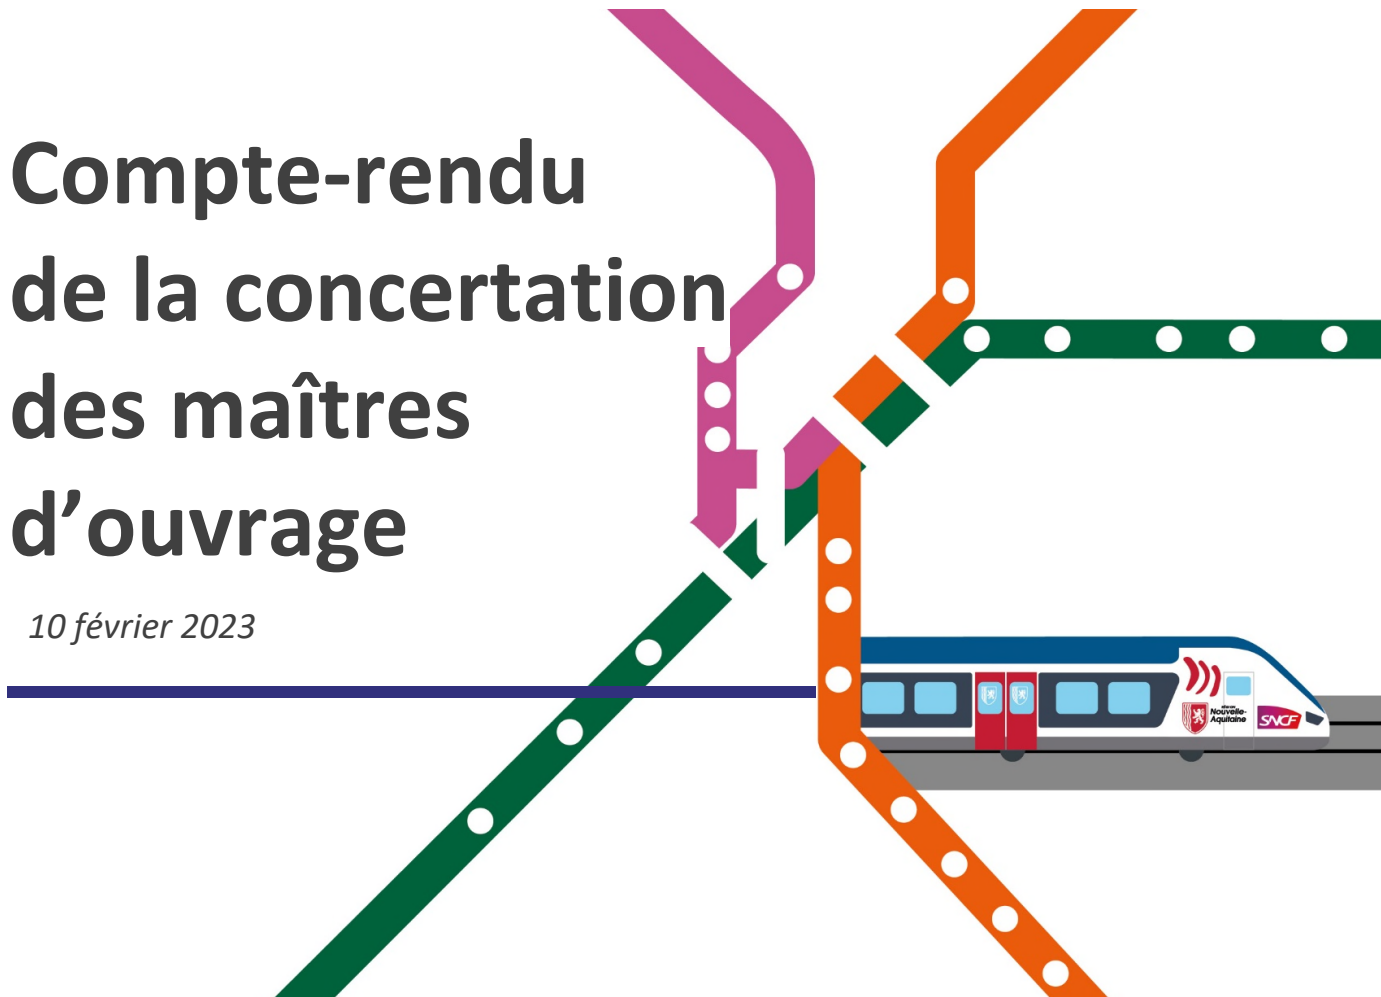 Compte-rendu
de la concertation
des maîtres
d’ouvrage
10 février 2023
Nouvelle-
Aquitaine
SNCF